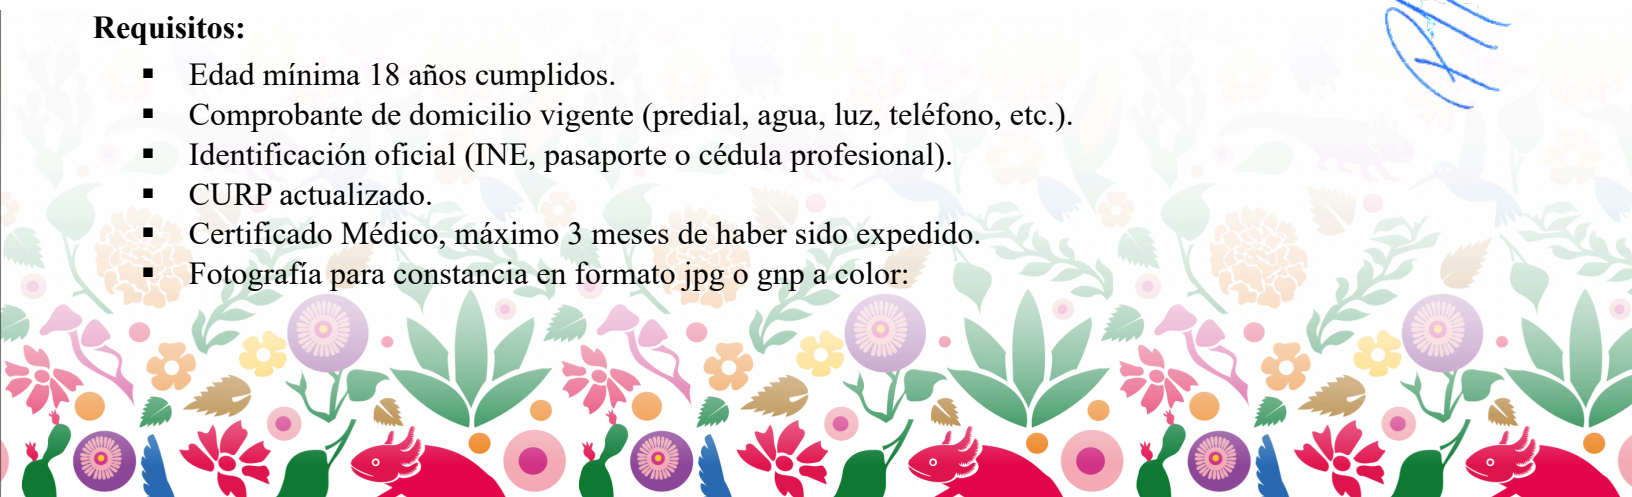 Requisitos:
▪ Edad mínima 18 años cumplidos.
▪ Comprobante de domicilio vigente (predial, agua, luz, teléfono, etc.).
▪ Identificación oficial (INE, pasaporte o cédula profesional).
▪ CURP actualizado.
▪ Certificado Médico, máximo 3 meses de haber sido expedido.
▪ Fotografía para constancia en formato jpg o gnp a color: